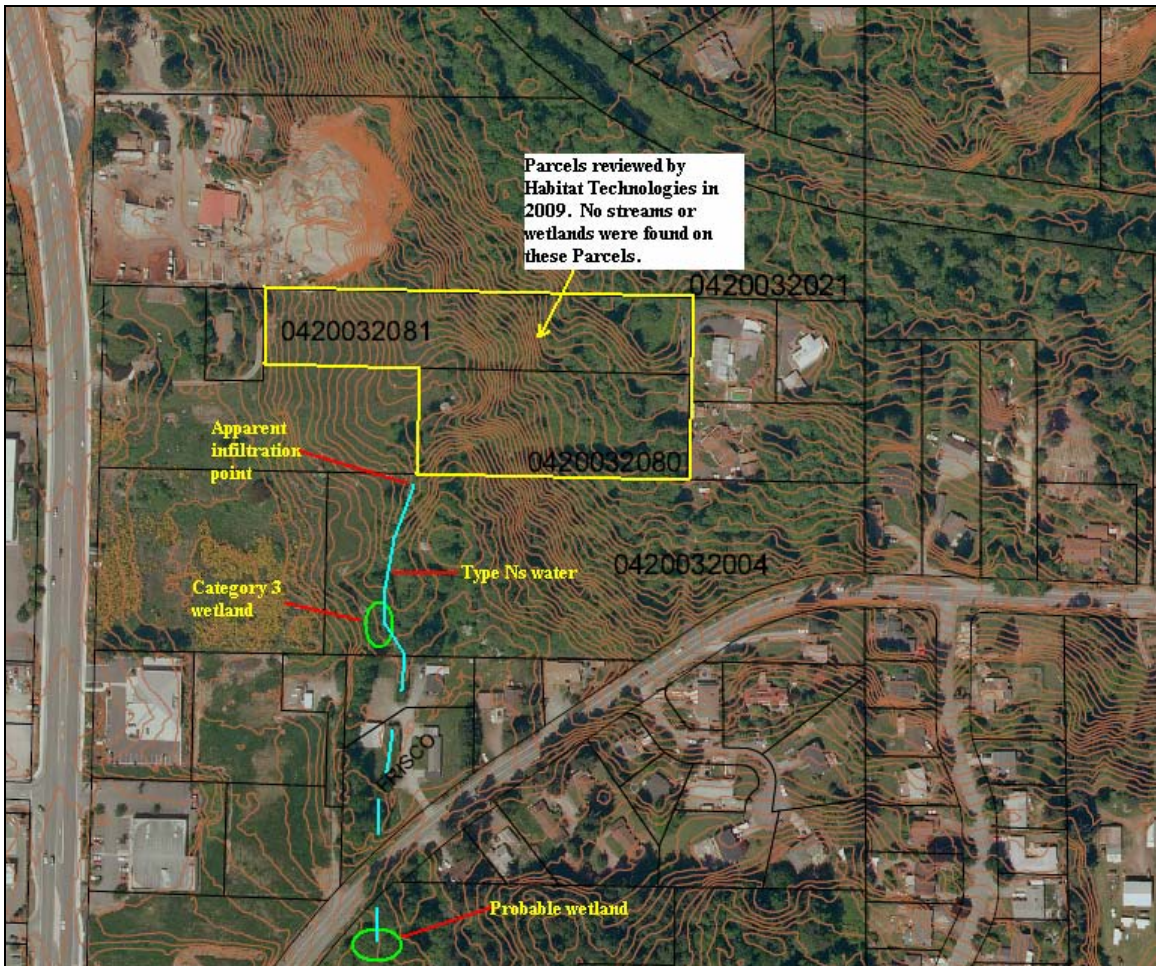 Parcels reviewed by
Habitat Technologies in
2009. No streams or
wetlands were found on
these Parcels.
0420032021
0420032081
Apparent
infiltration
point
0420032080
Type Ns water
0420032004
Category 3
wetland
RISCO
Probable wetland